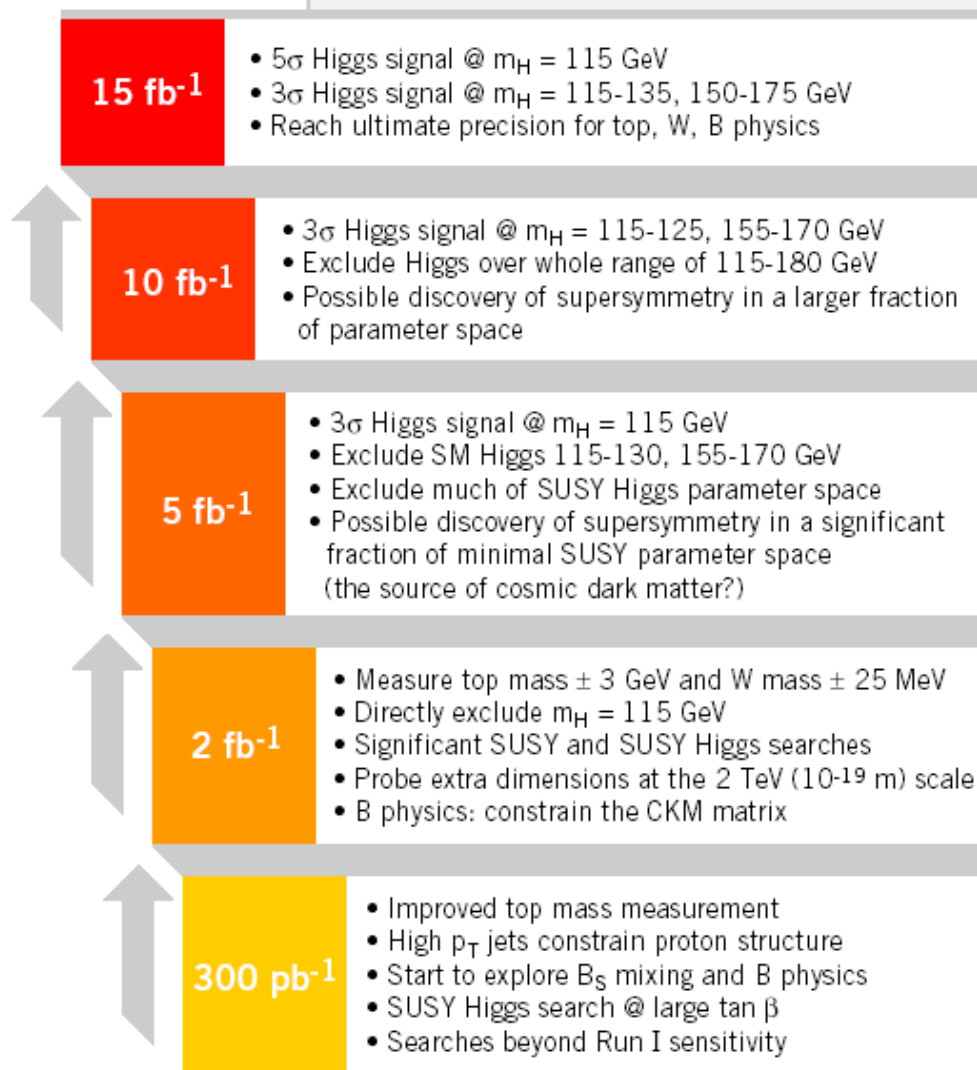 15 fb-1
• 5σ Higgs signal @ mH = 115 GeV
• 3σ Higgs signal @ mH = 115-135, 150-175 GeV
• Reach ultimate precision for top, W, B physics
10 fb-1
• 3σ Higgs signal @ mH = 115-125, 155-170 GeV
• Exclude Higgs over whole range of 115-180 GeV
• Possible discovery of supersymmetry in a larger fraction
of parameter space
5 fb-1
• 3σ Higgs signal @ mH = 115 GeV
• Exclude SM Higgs 115-130, 155-170 GeV
• Exclude much of SUSY Higgs parameter space
• Possible discovery of supersymmetry in a significant
fraction of minimal SUSY parameter space
(the source of cosmic dark matter?)
2 fb-1
• Measure top mass ± 3 GeV and W mass ± 25 MeV
• Directly exclude mH = 115 GeV
• Significant SUSY and SUSY Higgs searches
• Probe extra dimensions at the 2 TeV (10-19 m) scale
• B physics: constrain the CKM matrix
300 pb-1
• Improved top mass measurement
• High pT jets constrain proton structure
• Start to explore BS mixing and B physics
• SUSY Higgs search @ large tan β
• Searches beyond Run I sensitivity